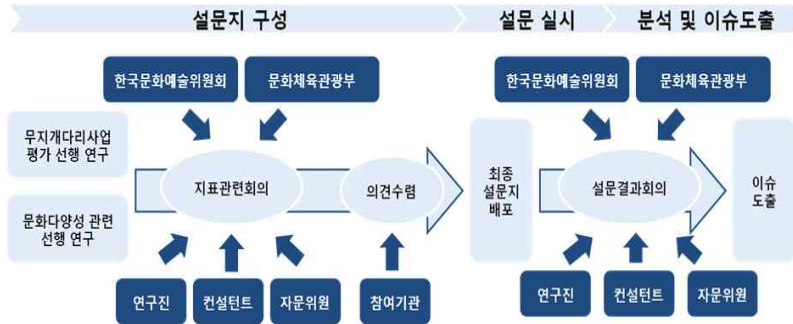 설문지 구성
설문 실시
분석 및 이슈도출
한국문화예술위원회
문화체육관광부
한국문화예술위원회
문화체육관광부
무지개다리사업
평가 선행 연구
문화다양성 관련
선행 연구
지표관련회의
의견수렴
최종
설문지
배포
설문결과회의
이슈
도출
연구진
컨설턴트
자문위원
참여기관
연구진
컨설턴트
자문위원